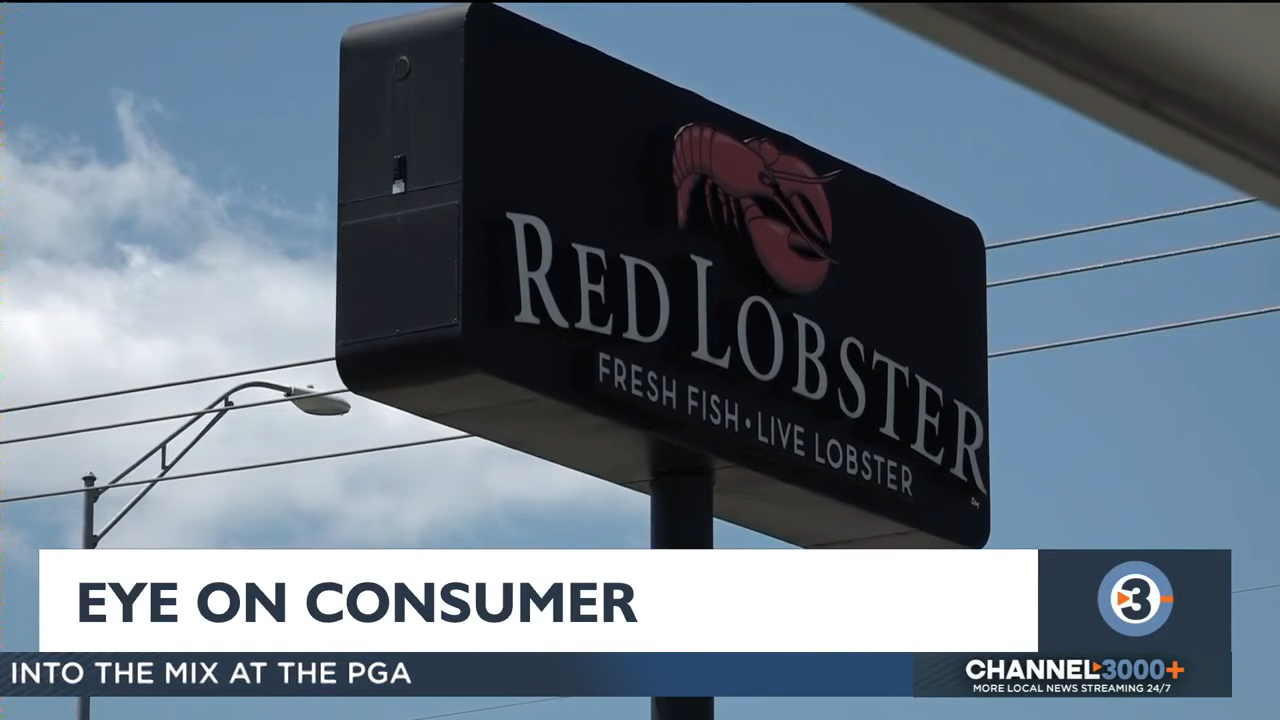 RED LOBSTER
FRESH FISH • LIVE LOBSTER
SM
EYE ON CONSUMER
3
INTO THE MIX AT THE PGA
CHANNEL3000+
MORE LOCAL NEWS STREAMING 24/7